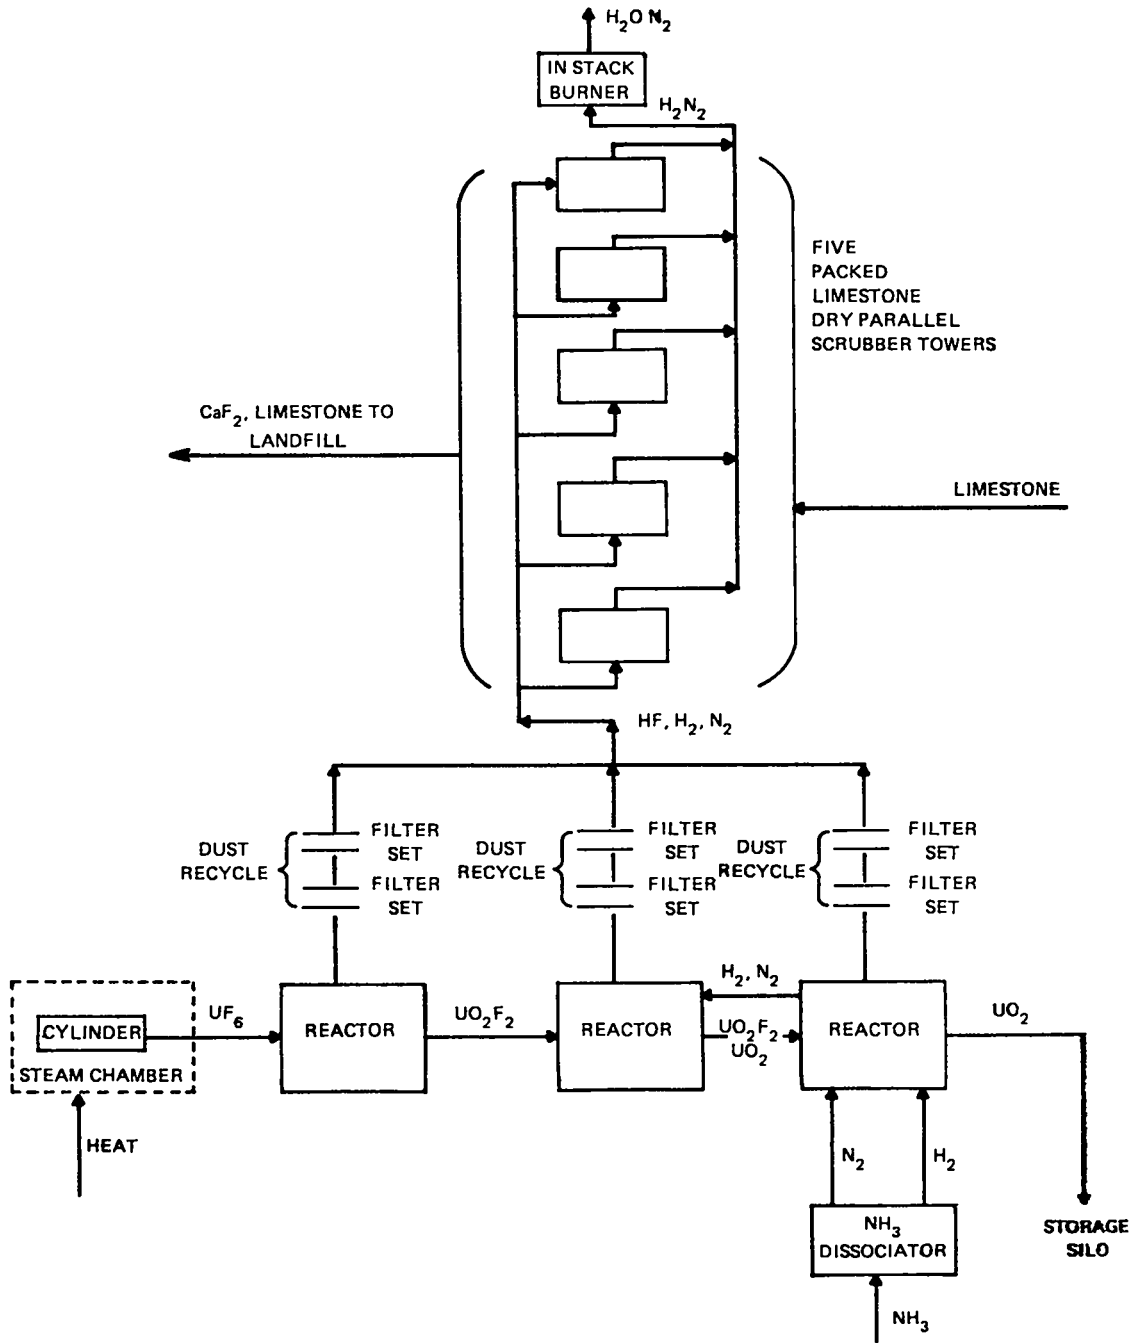 H₂O N₂
IN STACK
BURNER
H₂N₂
FIVE
PACKED
LIMESTONE
DRY PARALLEL
SCRUBBER TOWERS
CaF₂, LIMESTONE TO
LANDFILL
LIMESTONE
HF, H₂, N₂
DUST
RECYCLE
FILTER
SET
FILTER
SET
DUST
RECYCLE
FILTER
SET
FILTER
SET
DUST
RECYCLE
FILTER
SET
FILTER
SET
CYLINDER
STEAM CHAMBER
HEAT
UF₆
REACTOR
UO₂F₂
REACTOR
H₂, N₂
UO₂F₂
UO₂
REACTOR
UO₂
N₂
H₂
NH₃
DISSOCIATOR
NH₃
STORAGE
SILO